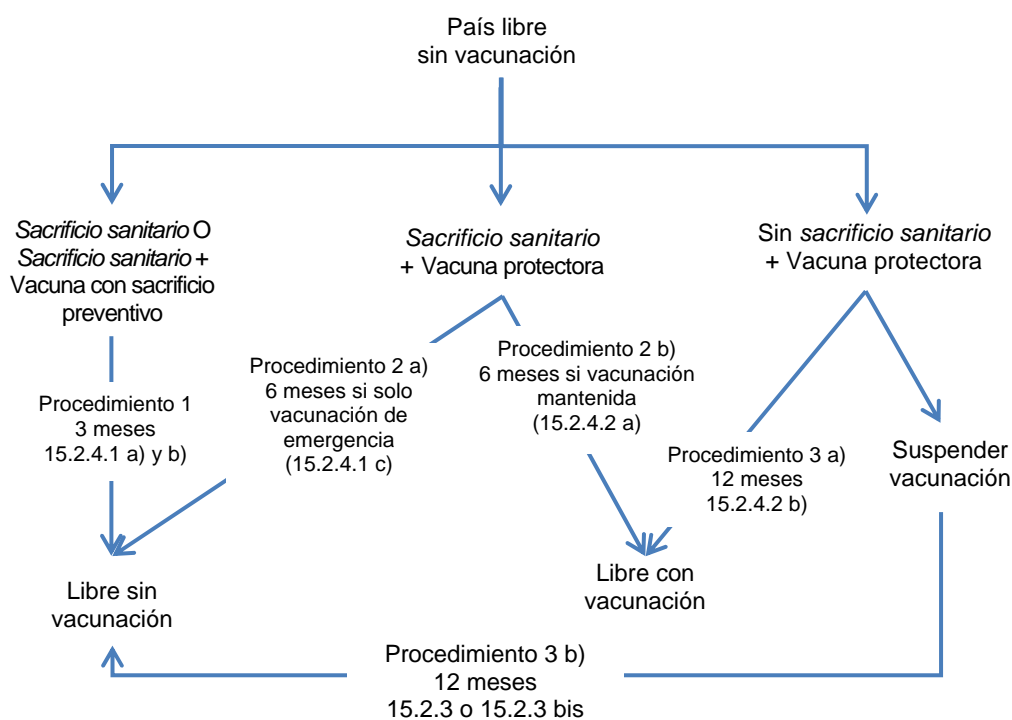 País libre
sin vacunación
Sacrificio sanitario O
Sacrificio sanitario +
Vacuna con sacrificio
preventivo
Sacrificio sanitario
+ Vacuna protectora
Sin sacrificio sanitario
+ Vacuna protectora
Procedimiento 1
3 meses
15.2.4.1 a) y b)
Procedimiento 2 a)
6 meses si solo
vacunación de
emergencia
(15.2.4.1 c)
Procedimiento 2 b)
6 meses si vacunación
mantenida
(15.2.4.2 a)
Procedimiento 3 a)
12 meses
15.2.4.2 b)
Suspender
vacunación
Libre sin
vacunación
Libre con
vacunación
Procedimiento 3 b)
12 meses
15.2.3 o 15.2.3 bis